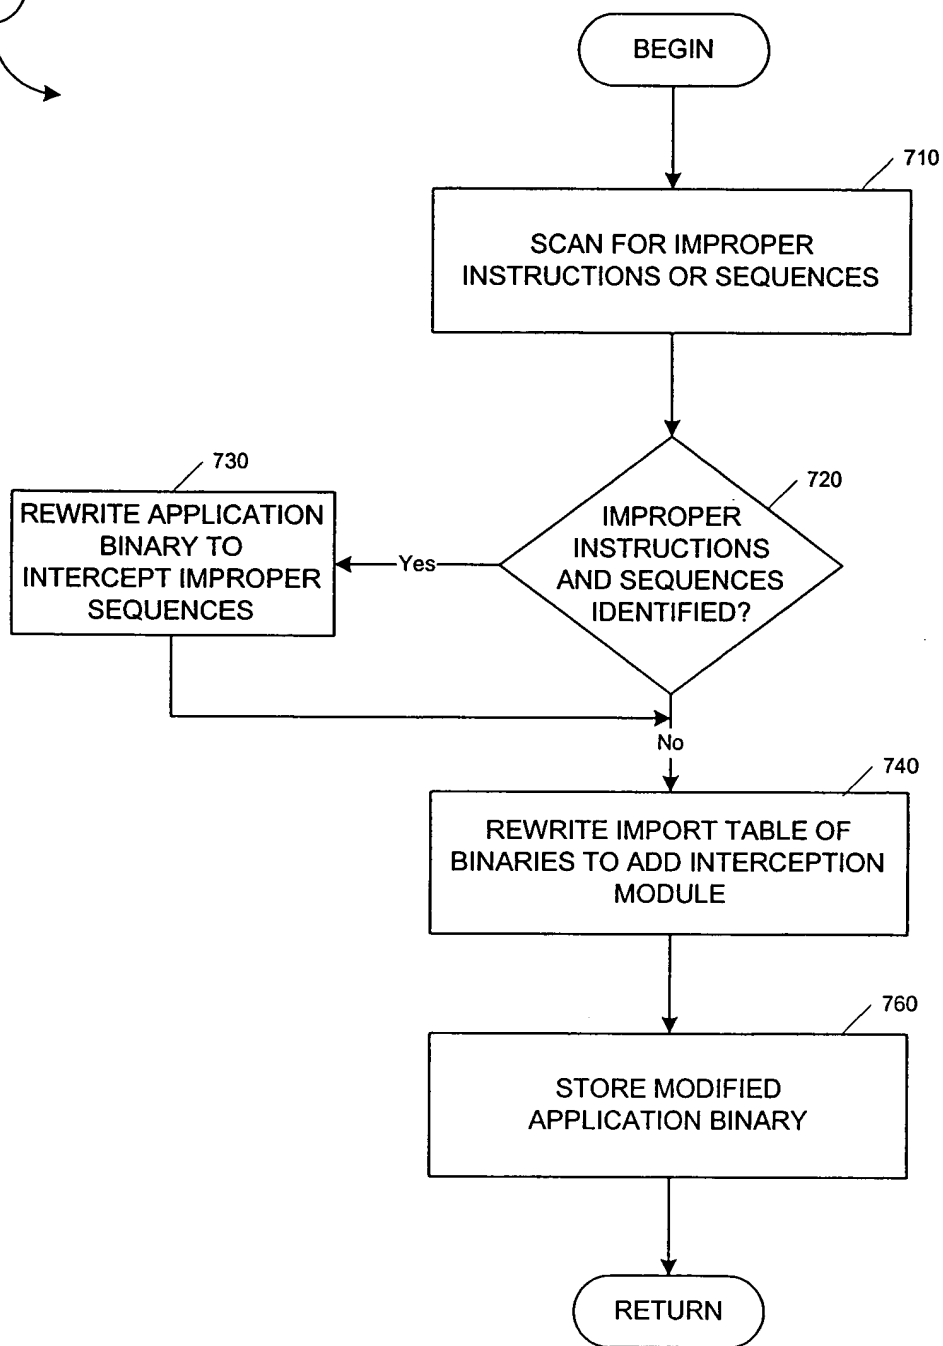 BEGIN
710
SCAN FOR IMPROPER
INSTRUCTIONS OR SEQUENCES
720
IMPROPER
INSTRUCTIONS
AND SEQUENCES
IDENTIFIED?
Yes
730
REWRITE APPLICATION
BINARY TO
INTERCEPT IMPROPER
SEQUENCES
No
740
REWRITE IMPORT TABLE OF
BINARIES TO ADD INTERCEPTION
MODULE
760
STORE MODIFIED
APPLICATION BINARY
RETURN